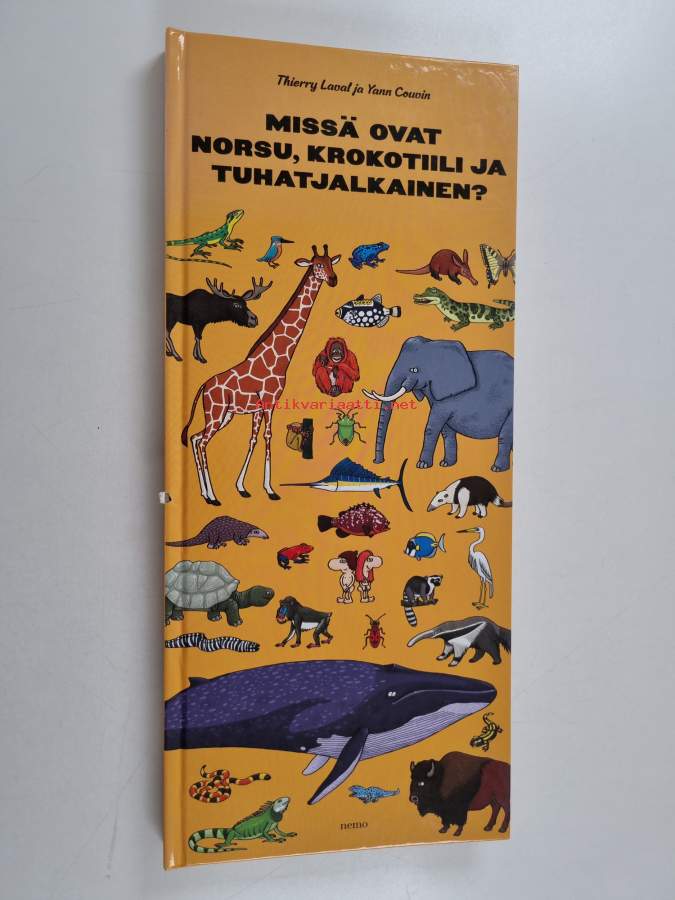 Thierry Laval ja Yann Couvin
MISSÄ OVAT
NORSU, KROKOTIILI JA
TUHATJALKAINEN?
antikvariaatti.net
nemo